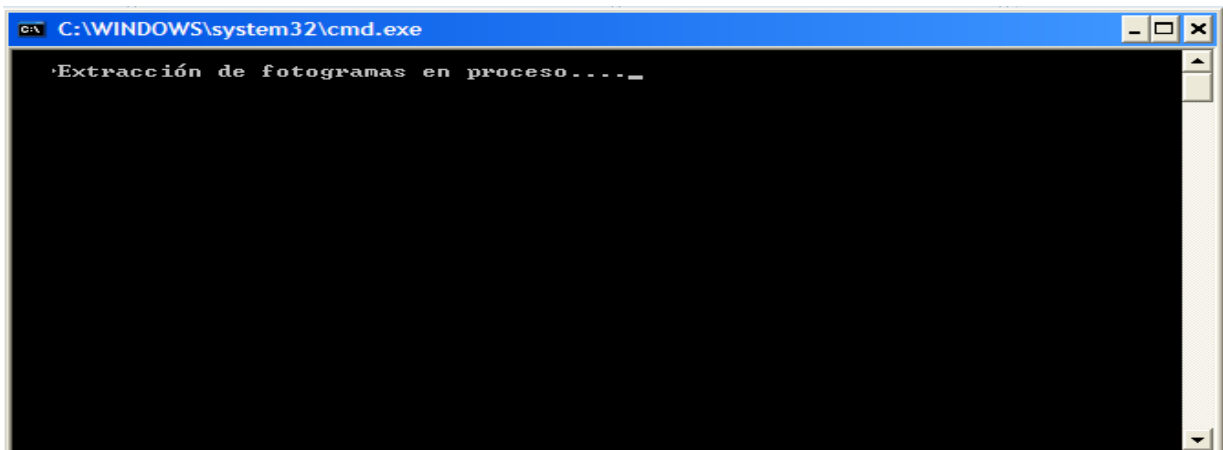 C:\WINDOWS\system32\cmd.exe
·Extracción de fotogramas en proceso...._